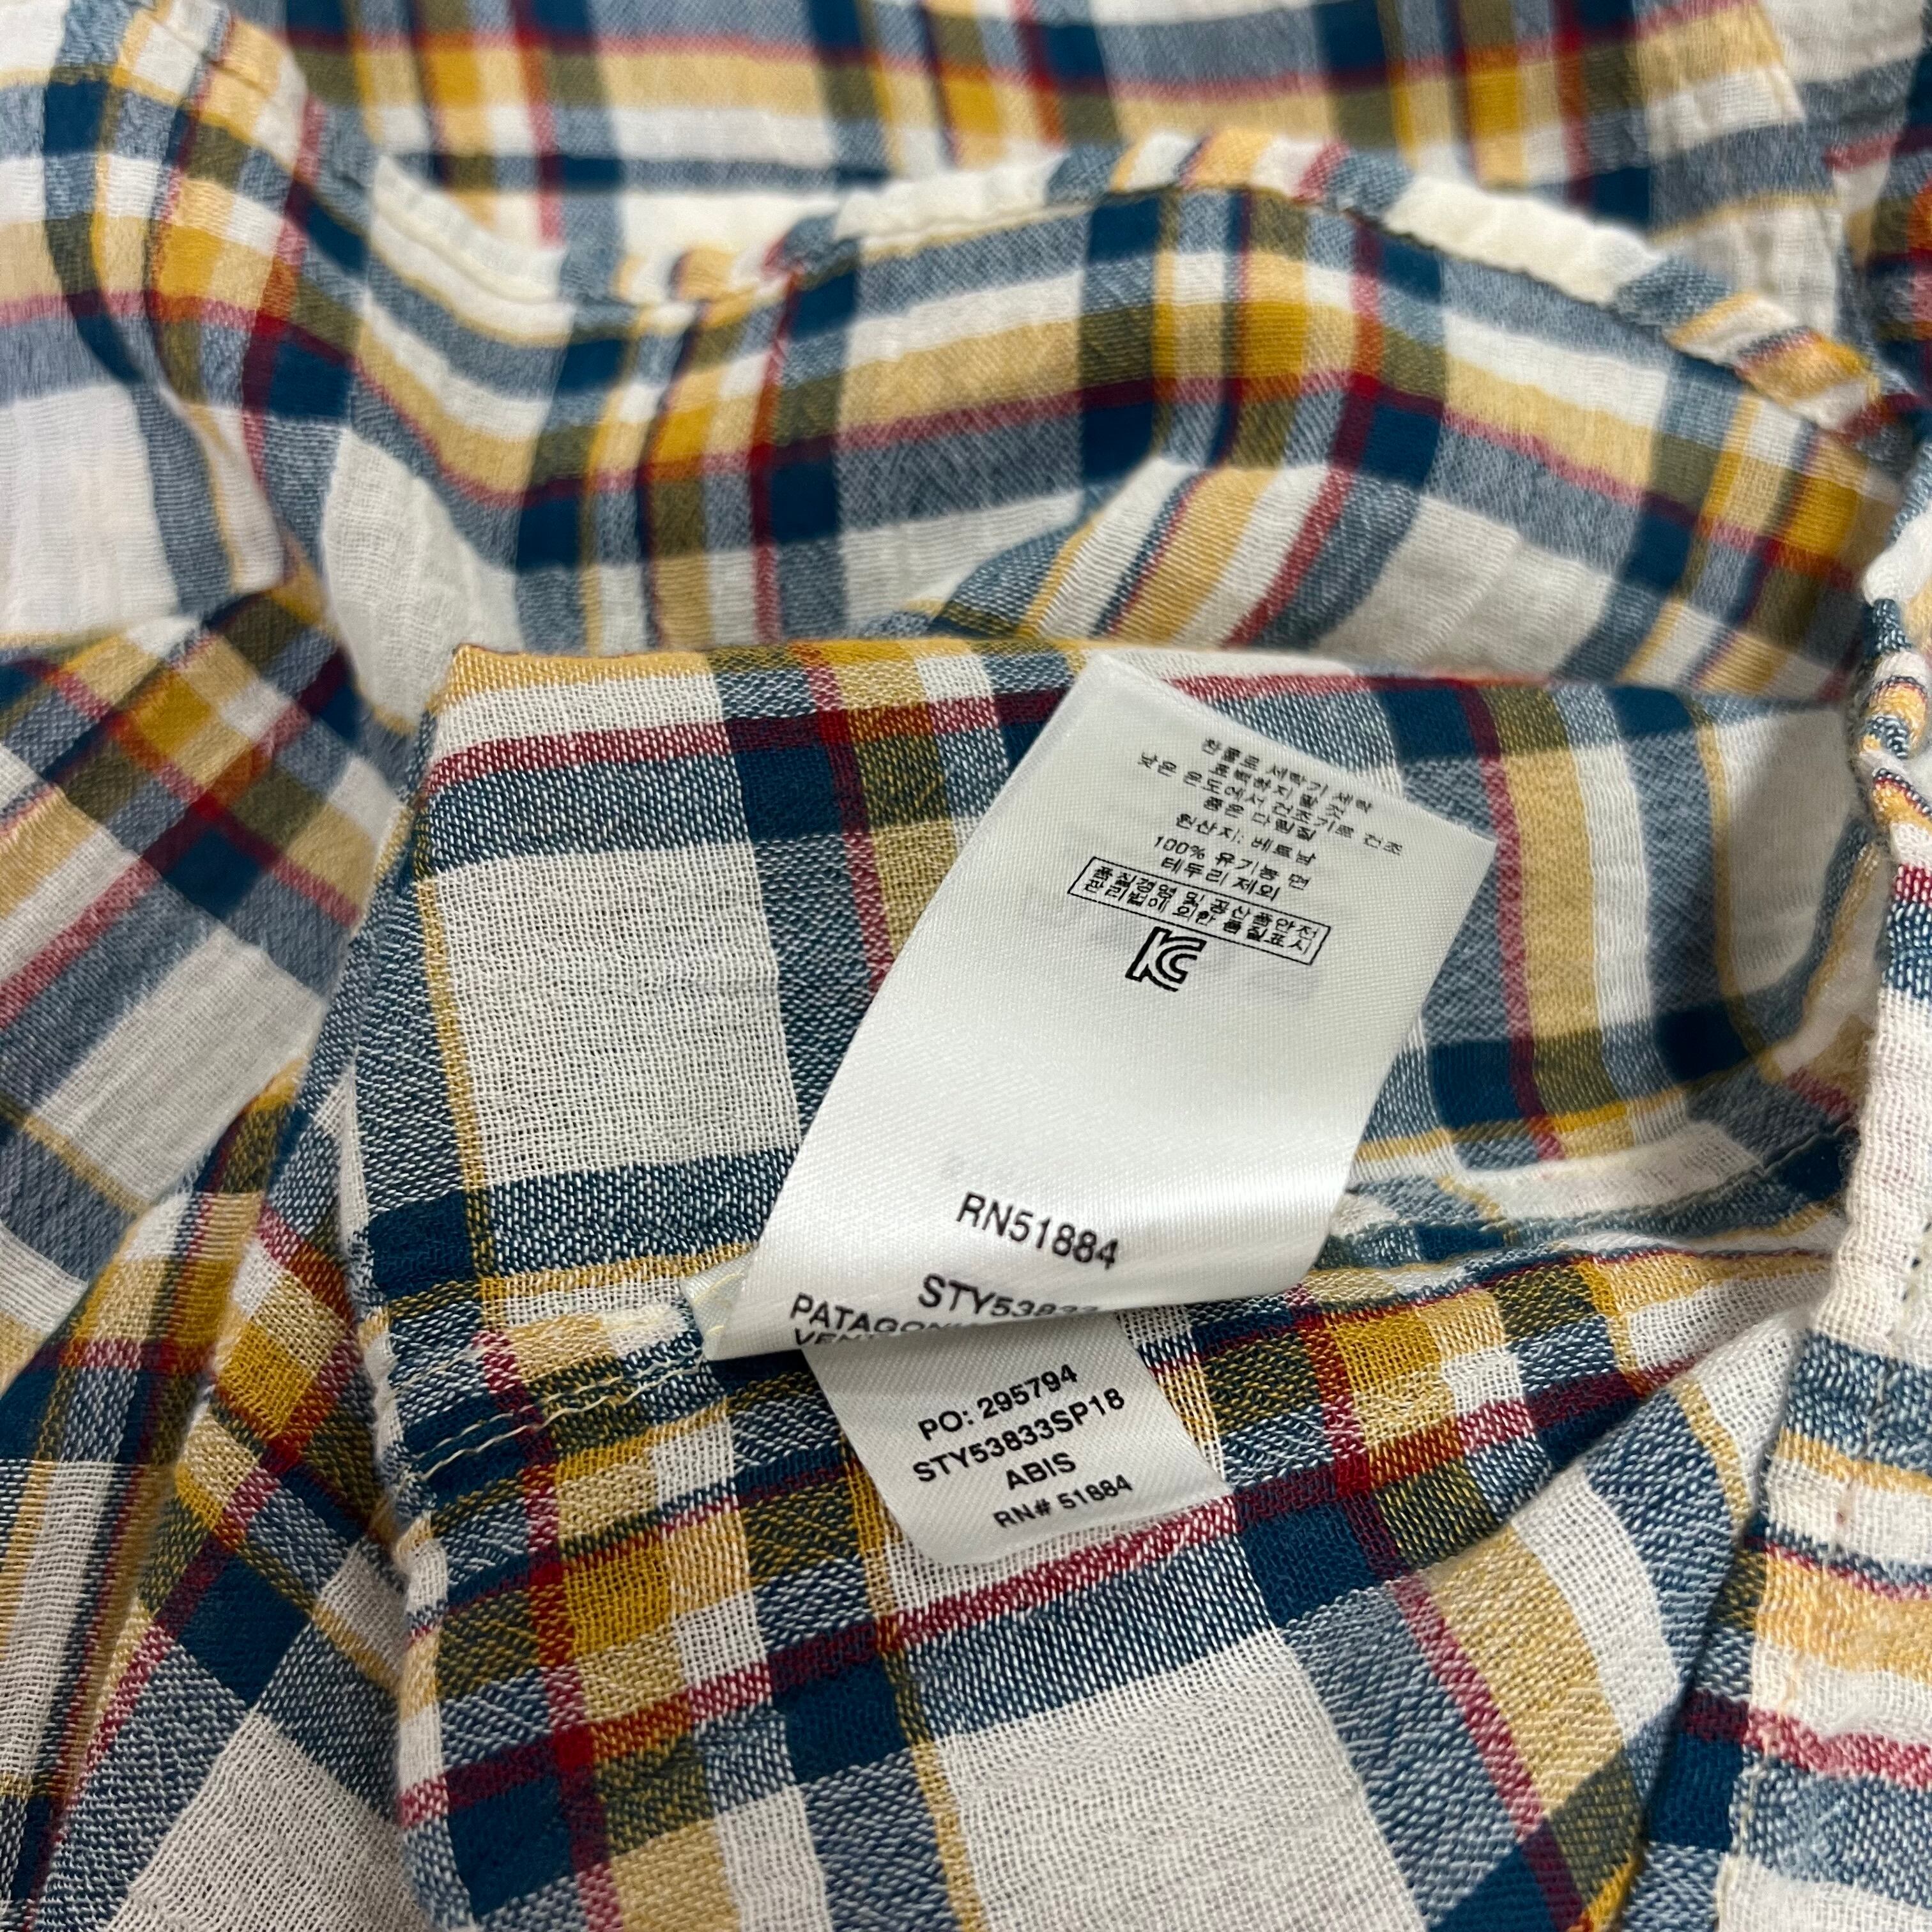 찬물로 세탁기 세탁
표백하지 말 것
낮은 온도에서 건조기로 건조
좁은 다림질
원산지: 베트남
100% 유기농 면
테두리 제외
품질경영 및 공산품안전
관리법에 의한 품질표시
KC
RN51884
STY53833
PATAGONIA
PO: 295794
STY53833SP18
ABIS
RN# 51884